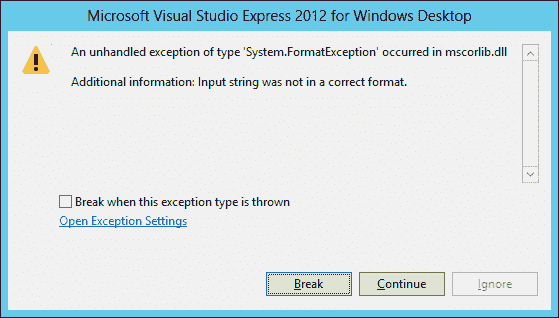 Microsoft Visual Studio Express 2012 for Windows Desktop
An unhandled exception of type 'System.FormatException' occurred in mscorlib.dll
Additional information: Input string was not in a correct format.
Break when this exception type is thrown
Open Exception Settings
Break Continue Ignore